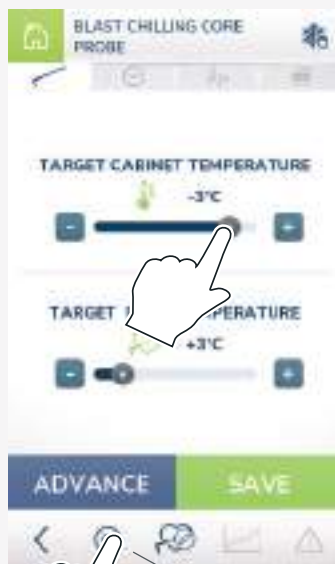 BLAST CHILLING CORE
PROBE
TARGET CABINET TEMPERATURE
-3°C
-
+
TARGET PERATURE
+3°C
-
+
ADVANCE
SAVE